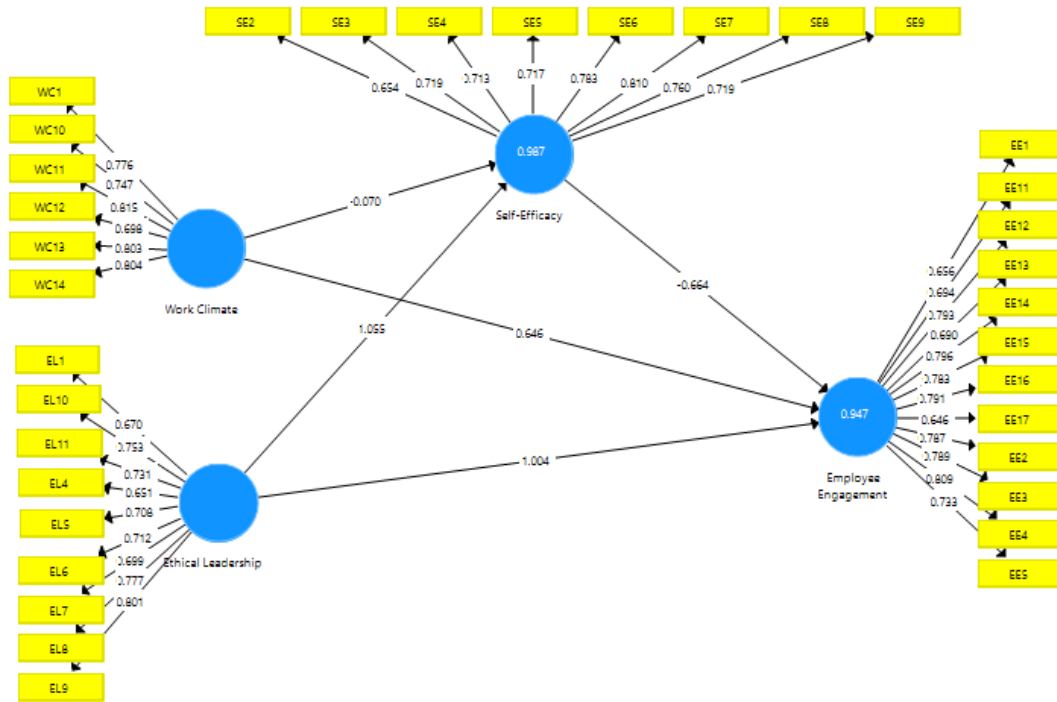 SE2
SE3
SE4
SE5
SE6
SE7
SE8
SE9
0.654
0.719
0.713
0.717
0.783
0.810
0.760
0.719
0.987
Self-Efficacy
WC1
WC10
WC11
WC12
WC13
WC14
0.776
0.747
0.815
0.698
0.803
0.804
Work Climate
-0.070
0.646
1.055
-0.664
1.004
EL1
EL10
EL11
EL4
EL5
EL6
EL7
EL8
EL9
0.670
0.753
0.731
0.651
0.708
0.712
0.699
0.777
0.801
Ethical Leadership
0.947
Employee
Engagement
0.656
0.694
0.793
0.690
0.796
0.783
0.791
0.646
0.787
0.789
0.809
0.733
EE1
EE11
EE12
EE13
EE14
EE15
EE16
EE17
EE2
EE3
EE4
EE5